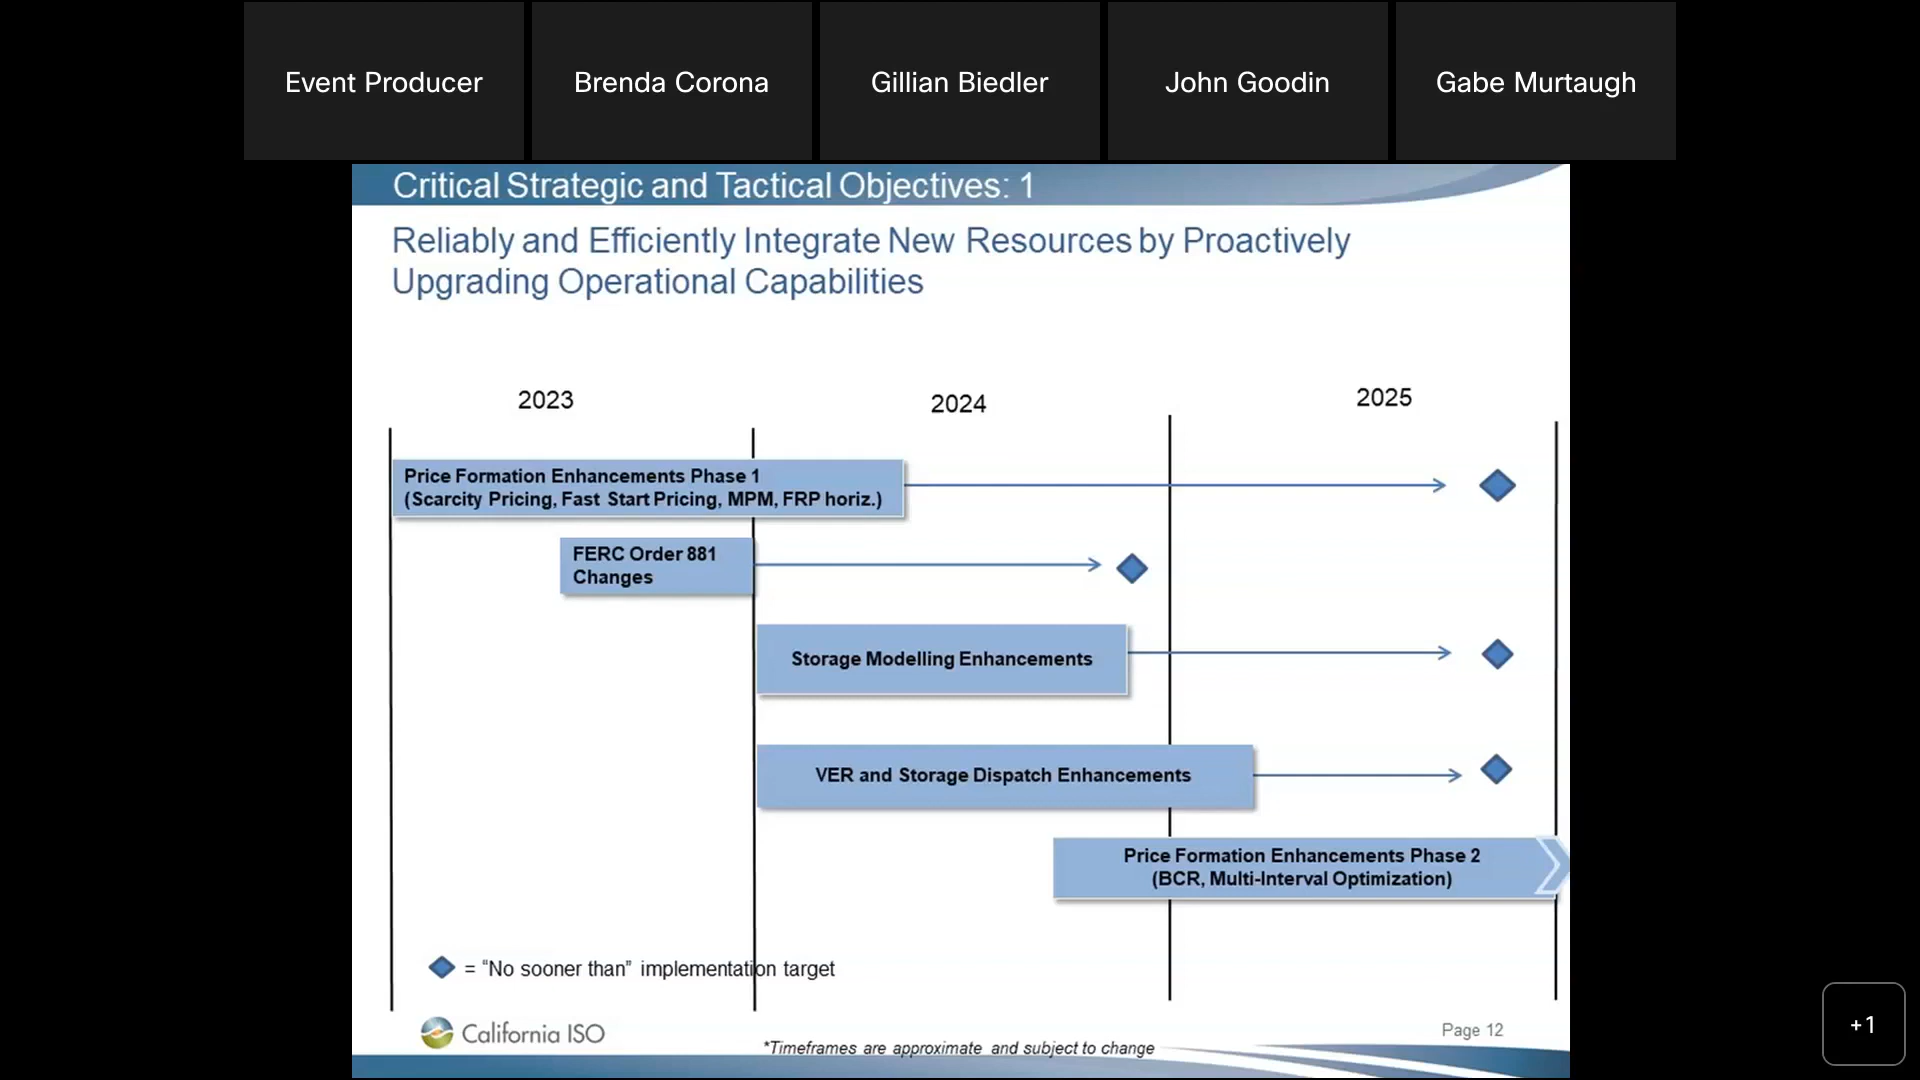 Event Producer
Brenda Corona
Gillian Biedler
John Goodin
Gabe Murtaugh
Critical Strategic and Tactical Objectives: 1
Reliably and Efficiently Integrate New Resources by Proactively
Upgrading Operational Capabilities
2023
2024
2025
Price Formation Enhancements Phase 1
(Scarcity Pricing, Fast Start Pricing, MPM, FRP horiz.)
FERC Order 881
Changes
Storage Modelling Enhancements
VER and Storage Dispatch Enhancements
Price Formation Enhancements Phase 2
(BCR, Multi-Interval Optimization)
= “No sooner than” implementation target
California ISO
*Timeframes are approximate and subject to change
Page 12
+1